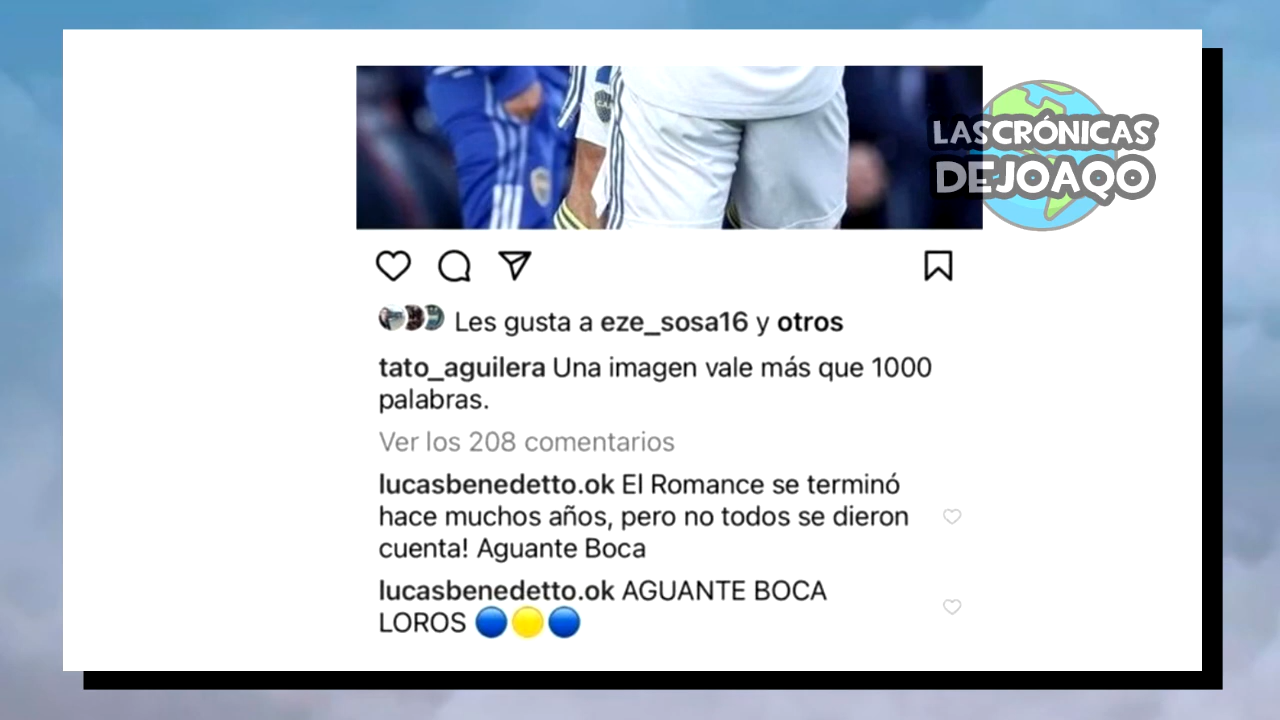 LAS CRÓNICAS
DE JOAQO
Les gusta a eze_sosa16 y otros
tato_aguilera Una imagen vale más que 1000
palabras.
Ver los 208 comentarios
lucasbenedetto.ok El Romance se terminó
hace muchos años, pero no todos se dieron
cuenta! Aguante Boca
lucasbenedetto.ok AGUANTE BOCA
LOROS 🔵🟡🔵